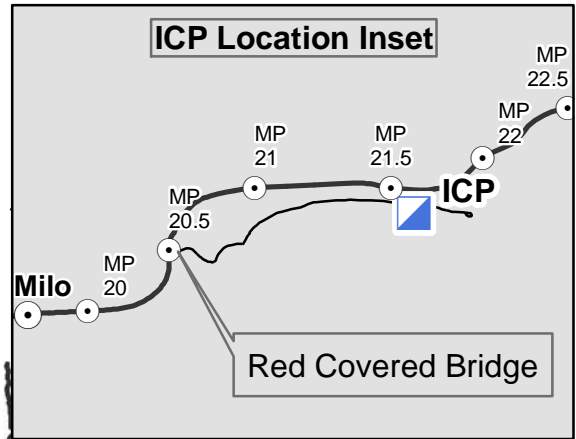 ICP Location Inset
MP
22.5
MP
22
MP
21.5
MP
21
ICP
MP
20.5
MP
20
Milo
Red Covered Bridge